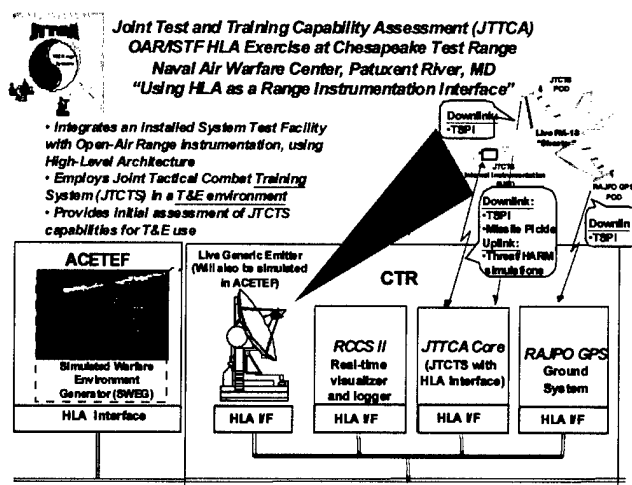 JTTCA
Joint Test and Training Capability Assessment (JTTCA)
OAR/ISTF HLA Exercise at Chesapeake Test Range
Naval Air Warfare Center, Patuxent River, MD
"Using HLA as a Range Instrumentation Interface"
• Integrates an Installed System Test Facility
with Open-Air Range Instrumentation, using
High-Level Architecture
• Employs Joint Tactical Combat Training
System (JTCTS) in a T&E environment
• Provides initial assessment of JTCTS
capabilities for T&E use
JTCTS
POD
Downlink:
•TSPI
Live
JTCTS
Internal Instrumentation
RAJPO GPS
POD
Downlink:
•TSPI
•Missile Pickle
Uplink:
•Threat/HARM
simulations
Downlin
•TSPI
ACETEF
Simulated Warfare
Environment
Generator (SWEG)
HLA Interface
Live Generic Emitter
(Will also be simulated
in ACETEF)
CTR
HLA I/F
RCCS II
Real-time
visualizer
and logger
HLA I/F
JTTCA Core
(JTCTS with
HLA Interface)
HLA I/F
RAJPO GPS
Ground
System
HLA I/F